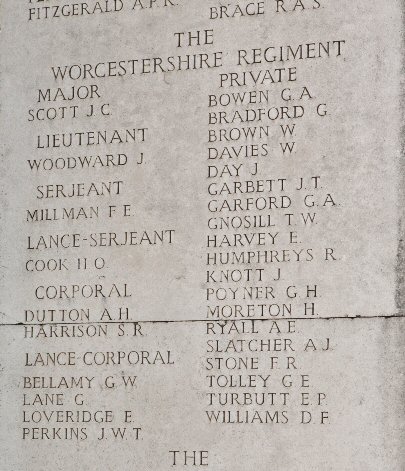 FITZGERALD A.P.R.
BRACE R.A.S.
THE
WORCESTERSHIRE REGIMENT
MAJOR
SCOTT J.C.
LIEUTENANT
WOODWARD J.
SERJEANT
MILLMAN F.E.
LANCE-SERJEANT
COOK H.O.
CORPORAL
DUTTON A.H.
HARRISON S.R.
LANCE-CORPORAL
BELLAMY G.W.
LANE G.
LOVERIDGE E.
PERKINS J.W.T.
PRIVATE
BOWEN G.A.
BRADFORD G.
BROWN W.
DAVIES W.
DAY J.
GARBETT J.T.
GARFORD G.A.
GNOSILL T.W.
HARVEY E.
HUMPHREYS R.
KNOTT J.
POYNER G.H.
MORETON H.
RYALL A.E.
SLATCHER A.J.
STONE F.R.
TOLLEY G.E.
TURBUTT E.P.
WILLIAMS D.F.
THE